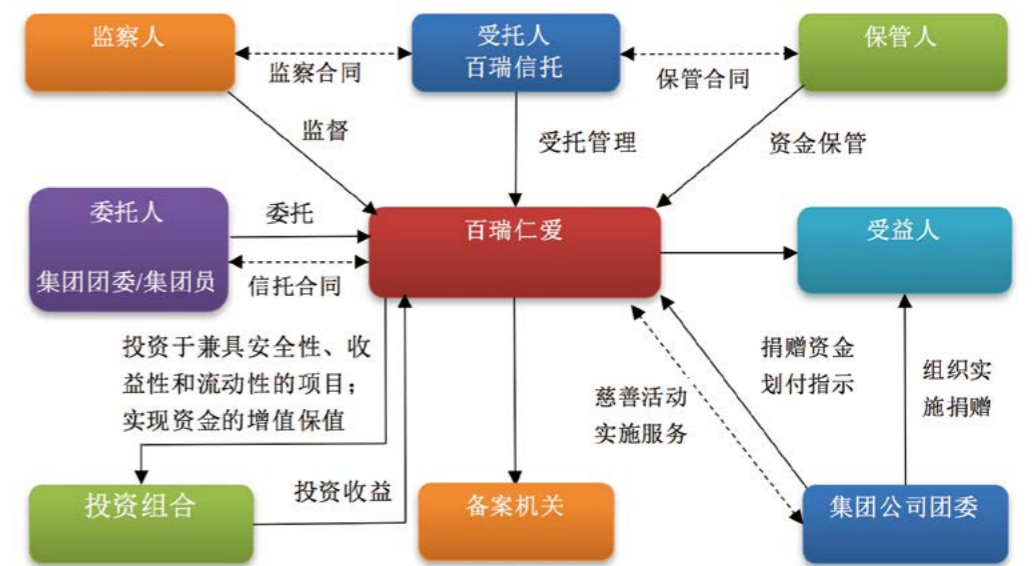 监察人
受托人
百瑞信托
保管人
监察合同
保管合同
监督
受托管理
资金保管
委托人
集团团委/集团员
委托
信托合同
百瑞仁爱
受益人
投资于兼具安全性、收
益性和流动性的项目；
实现资金的增值保值
捐赠资金
划付指示
组织实
施捐赠
慈善活动
实施服务
投资组合
投资收益
备案机关
集团公司团委